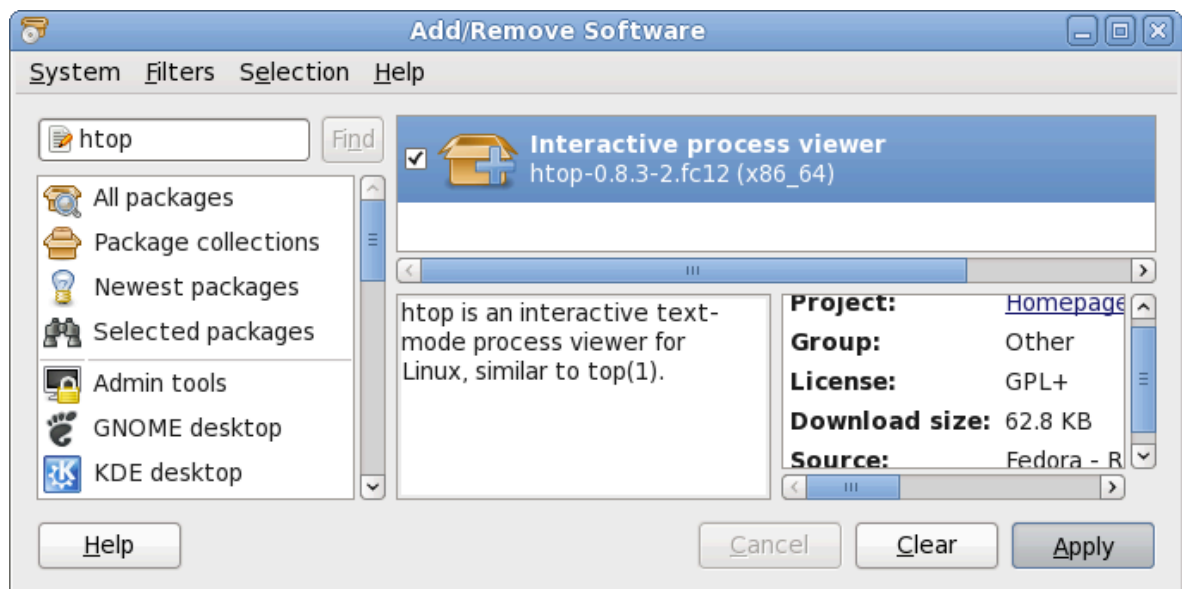 Add/Remove Software
System Filters Selection Help
htop
Find
Interactive process viewer
htop-0.8.3-2.fc12 (x86_64)
All packages
Package collections
Newest packages
Selected packages
Admin tools
GNOME desktop
KDE desktop
htop is an interactive text-
mode process viewer for
Linux, similar to top(1).
Project: Homepage
Group: Other
License: GPL+
Download size: 62.8 KB
Source: Fedora - R
Help
Cancel
Clear
Apply